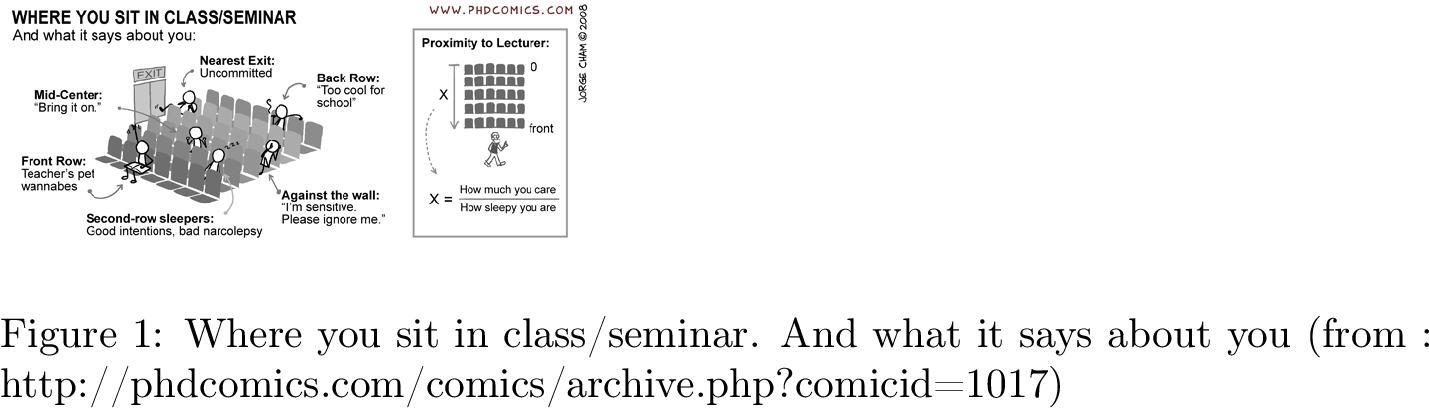 WHERE YOU SIT IN CLASS/SEMINAR
And what it says about you:
Nearest Exit:
Uncommitted
EXIT
Back Row:
"Too cool for
school"
Mid-Center:
"Bring it on."
zzz
Front Row:
Teacher's pet
wannabes
Against the wall:
"I'm sensitive.
Please ignore me."
Second-row sleepers:
Good intentions, bad narcolepsy
WWW.PHDCOMICS.COM
JORGE CHAM © 2008
Proximity to Lecturer:
0
X
front
X = How much you care
How sleepy you are
Figure 1: Where you sit in class/seminar. And what it says about you (from :
http://phdcomics.com/comics/archive.php?comicid=1017)